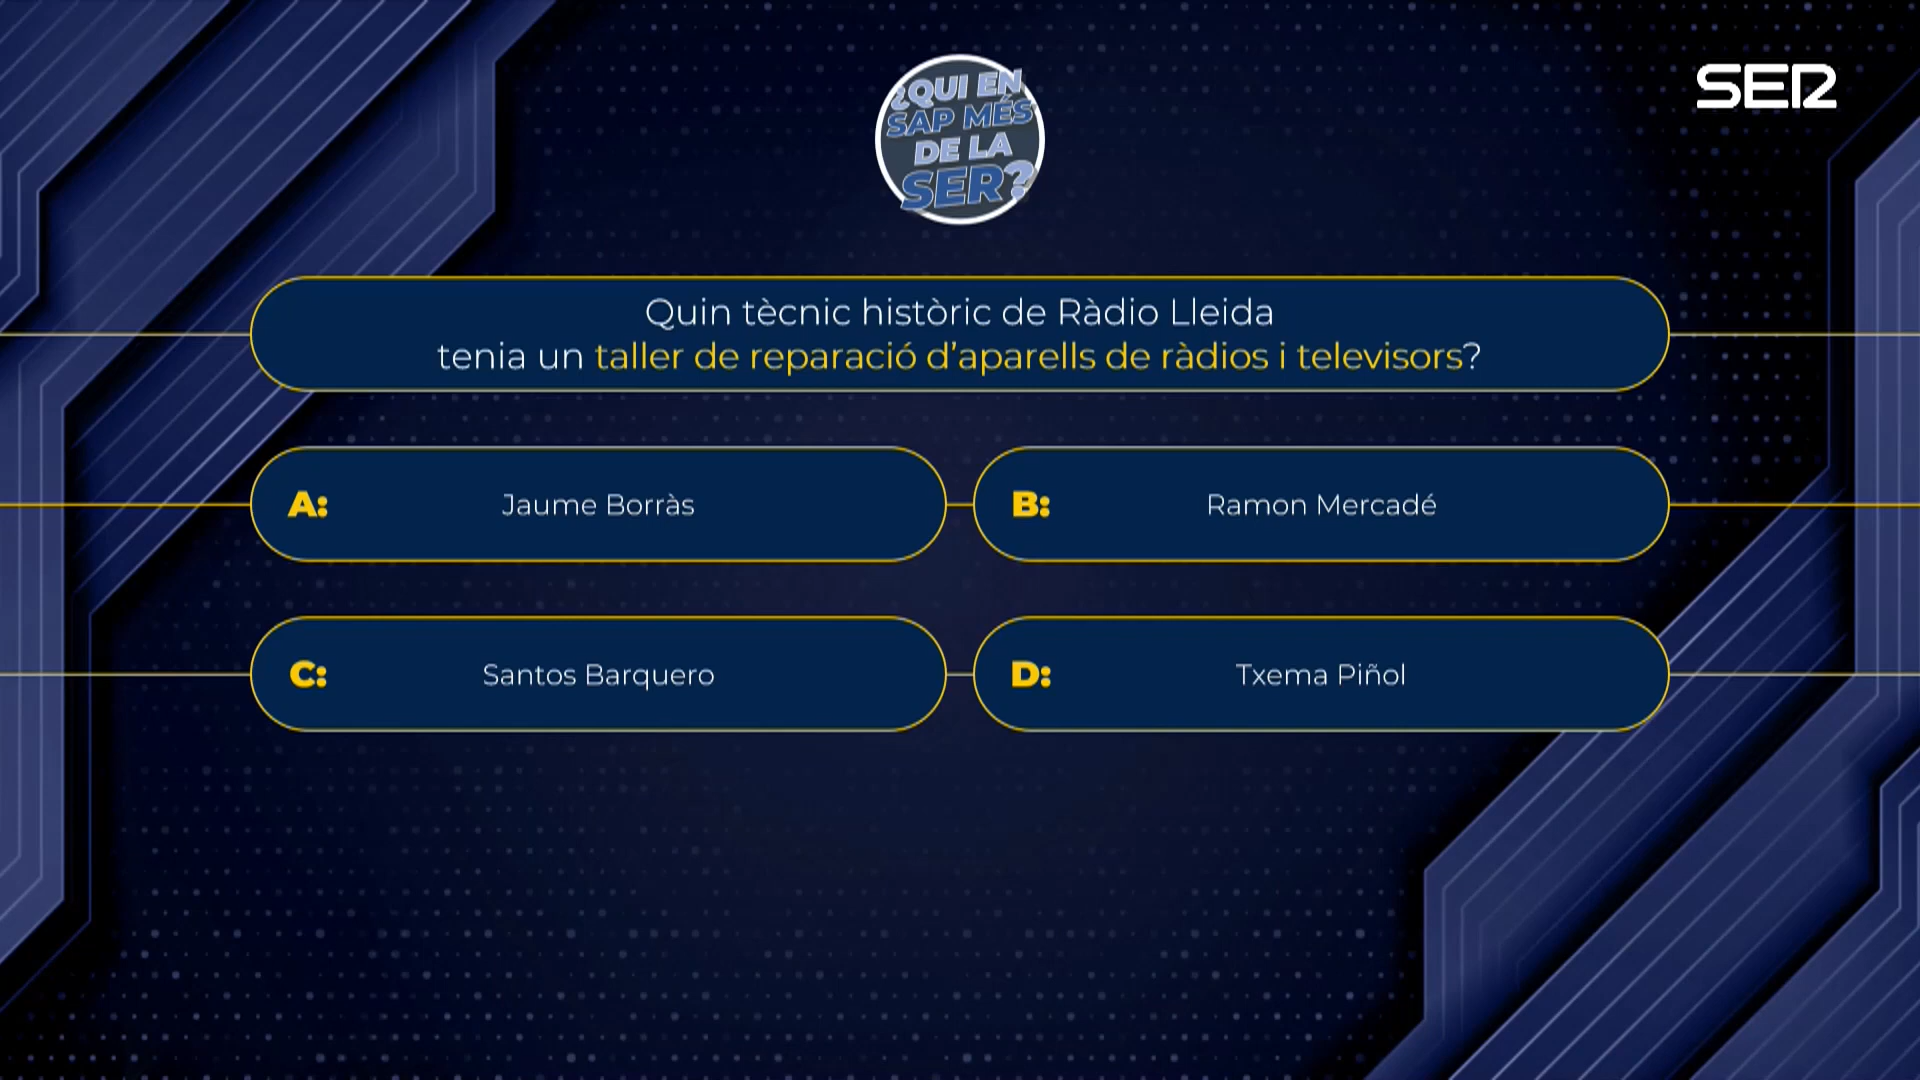 ¿QUI EN
SAP MÉS
DE LA
SER?
SER
Quin tècnic històric de Ràdio Lleida
tenia un taller de reparació d’aparells de ràdios i televisors?
A: Jaume Borràs
B: Ramon Mercadé
C: Santos Barquero
D: Txema Piñol